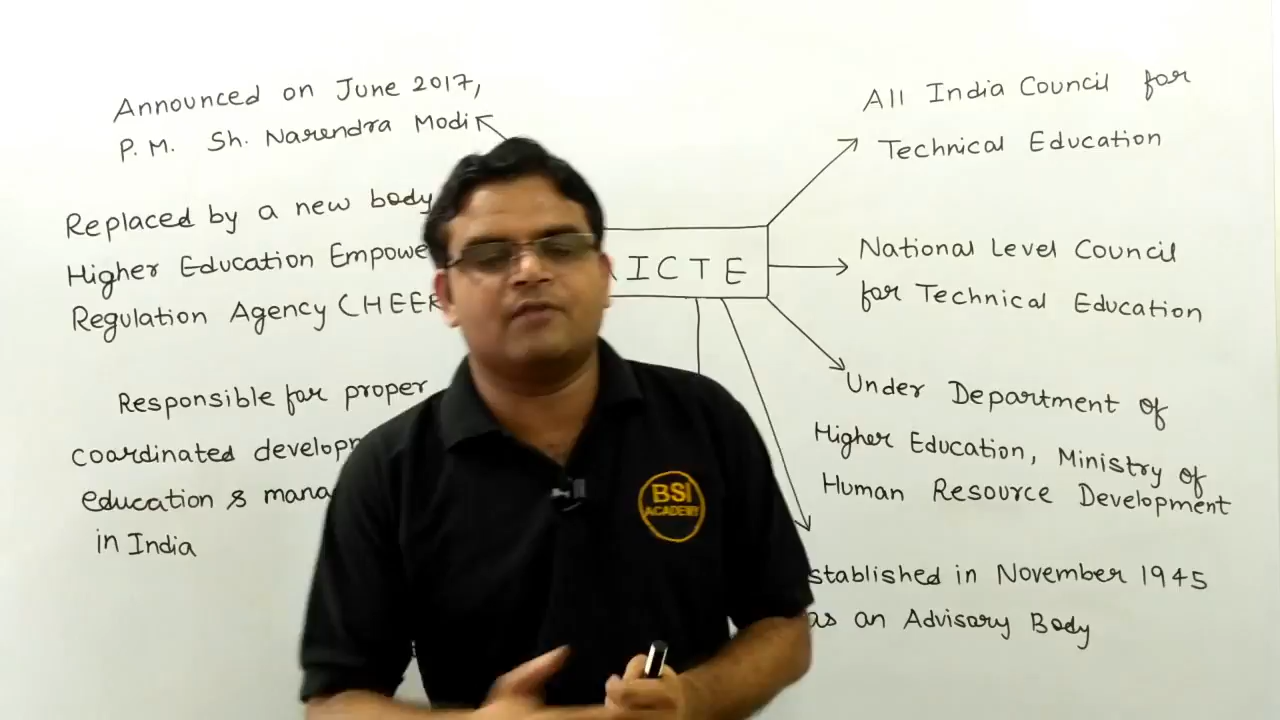 Announced on June 2017,
P.M. Sh. Narendra Modi
Replaced by a new body
Higher Education Empowe
Regulation Agency (HEER
Responsible for proper
coordinated develop
education & mana
in India
ICTE
All India Council for
Technical Education
National Level Council
for Technical Education
Under Department of
Higher Education, Ministry of
Human Resource Development
stablished in November 1945
as an Advisory Body
BSI
ACADEMY